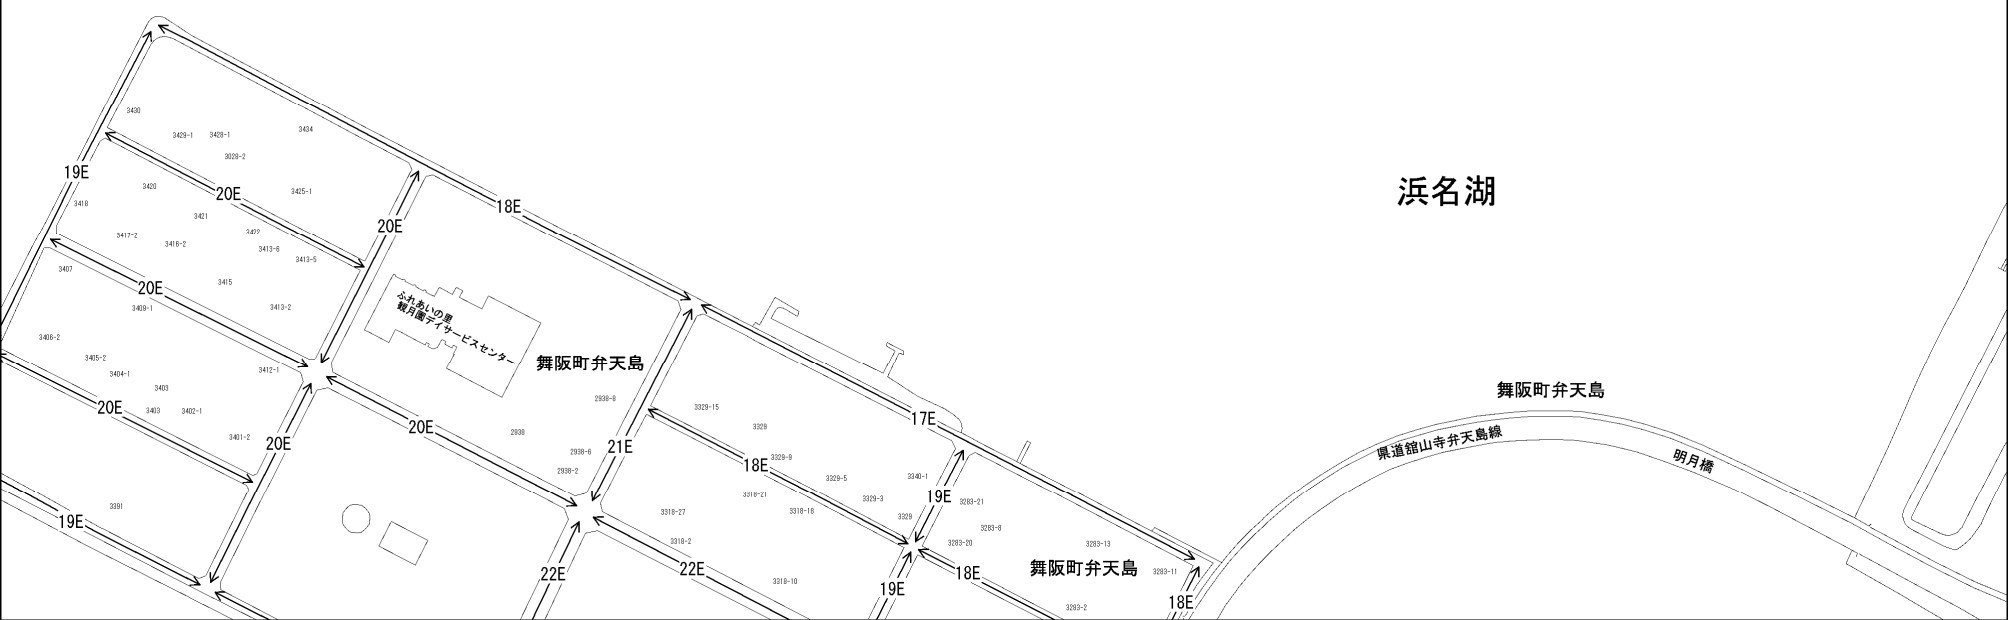 3430
3429-1
3428-1
3434
3028-2
19E
3420
20E
3425-1
3418
3421
18E
浜名湖
3417-2
3416-2
3422
20E
3413-6
3413-5
3407
3415
20E
3409-1
3413-2
ふれあいの里
観月園デイサービスセンター
3406-2
3405-2
3404-1
3412-1
舞阪町弁天島
3403
2938-8
舞阪町弁天島
20E
3403
3402-1
3329-15
17E
3401-2
20E
20E
3329
2938
21E
県道舘山寺弁天島線
2938-6
2938-2
3329-9
18E
明月橋
3329-5
3340-1
3318-21
3329-3
19E
3283-21
3391
3318-27
3318-18
3329
19E
3283-8
3318-2
3283-20
3283-13
22E
22E
18E
舞阪町弁天島
3283-11
3318-10
19E
18E
3283-2